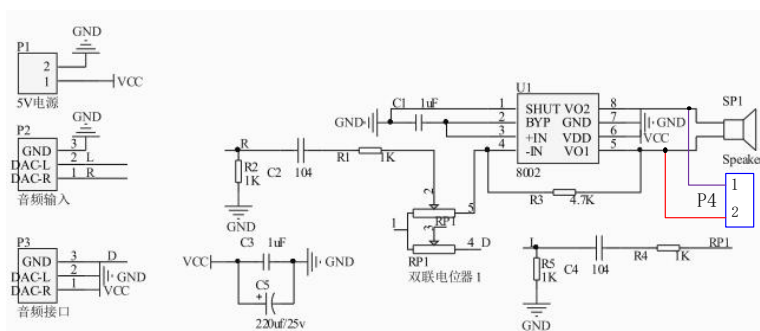 P1
GND
2
1
VCC
5V电源
P2
GND
GND 3
DAC-L 2 L
DAC-R 1 R
音频输入
P3
GND 3 D
DAC-L 2 GND
DAC-R 1 VCC
音频接口
R
R2
1K
GND
C2
104
R1
1K
VCC
C3
1uF
GND
C5
+
220uf/25v
GND
C1
1uF
U1
1 SHUT VO2 8
2 BYP GND 7 GND
3 +IN VDD 6 VCC
4 -IN VO1 5
8002
R3
4.7K
SP1
Speaker
P4
1
2
2
5
1
RP1
3
4 D
RP1
双联电位器1
L
R5
1K
GND
C4
104
R4
1K
RP1